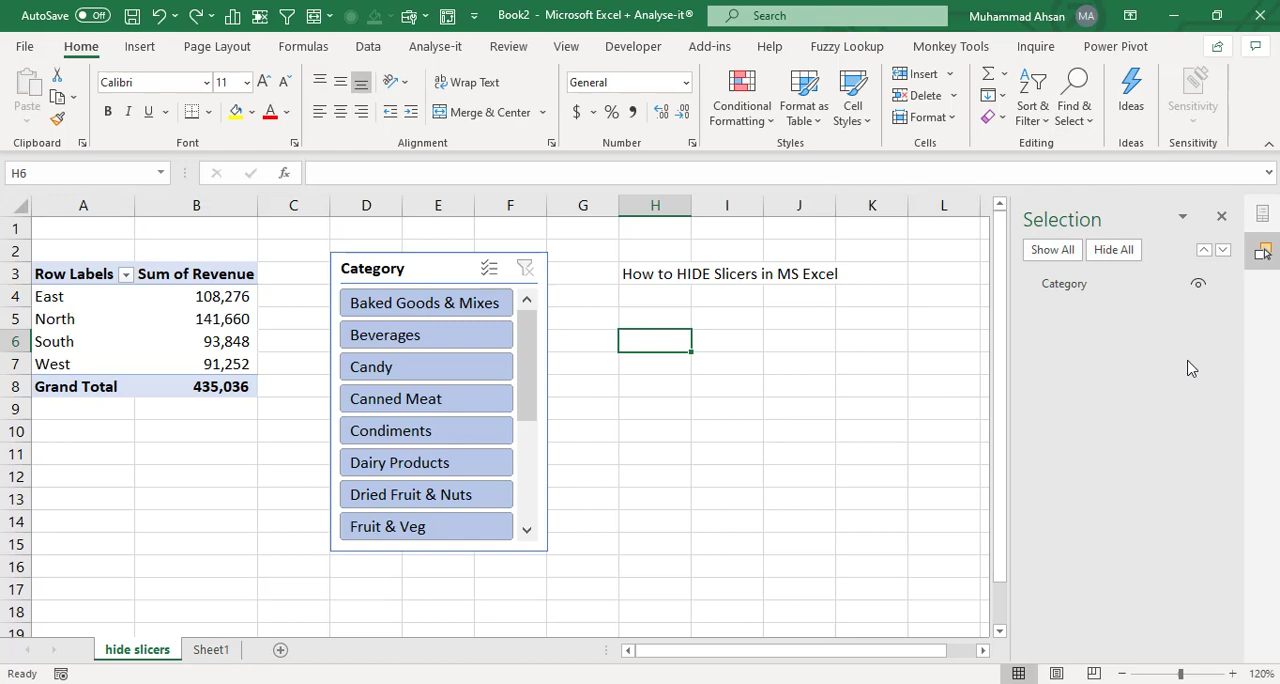 AutoSave Off Book2 - Microsoft Excel + Analyse-it® Search Muhammad Ahsan MA
File Home Insert Page Layout Formulas Data Analyse-it Review View Developer Add-ins Help Fuzzy Lookup Monkey Tools Inquire Power Pivot
Paste Calibri 11 Wrap Text General Conditional Formatting Format as Table Cell Styles Insert Sort & Filter Find & Select Ideas Sensitivity
B I U Merge & Center $ % Delete
Format
Clipboard Font Alignment Number Styles Cells Editing Ideas Sensitivity
H6 fx
A B C D E F G H I J K L
1
2
3 Row Labels Sum of Revenue
4 East 108,276
5 North 141,660
6 South 93,848
7 West 91,252
8 Grand Total 435,036
9
10
11
12
13
14
15
16
17
18
19
Category
Baked Goods & Mixes
Beverages
Candy
Canned Meat
Condiments
Dairy Products
Dried Fruit & Nuts
Fruit & Veg
How to HIDE Slicers in MS Excel
Selection
Show All Hide All
Category
hide slicers Sheet1
Ready 120%